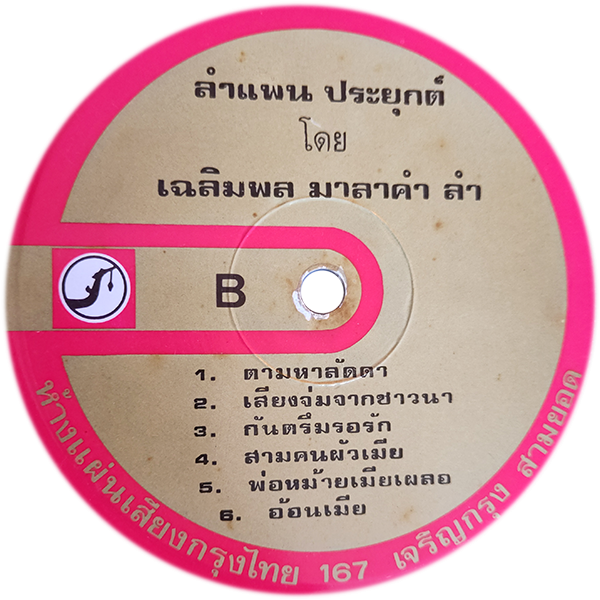 ลำแพน ประยุกต์
โดย
เฉลิมพล มาลาคำ ลำ
B
1. ตามหาลัดดา
2. เสียงจุ่มจากชาวนา
3. กันตรึมรอรัก
4. สามคนผัวเมีย
5. พ่อหม้ายเมียเผลอ
6. อ้อนเมีย
ห้างแผ่นเสียงกรุงไทย 167 เจริญกรุง สามยอด